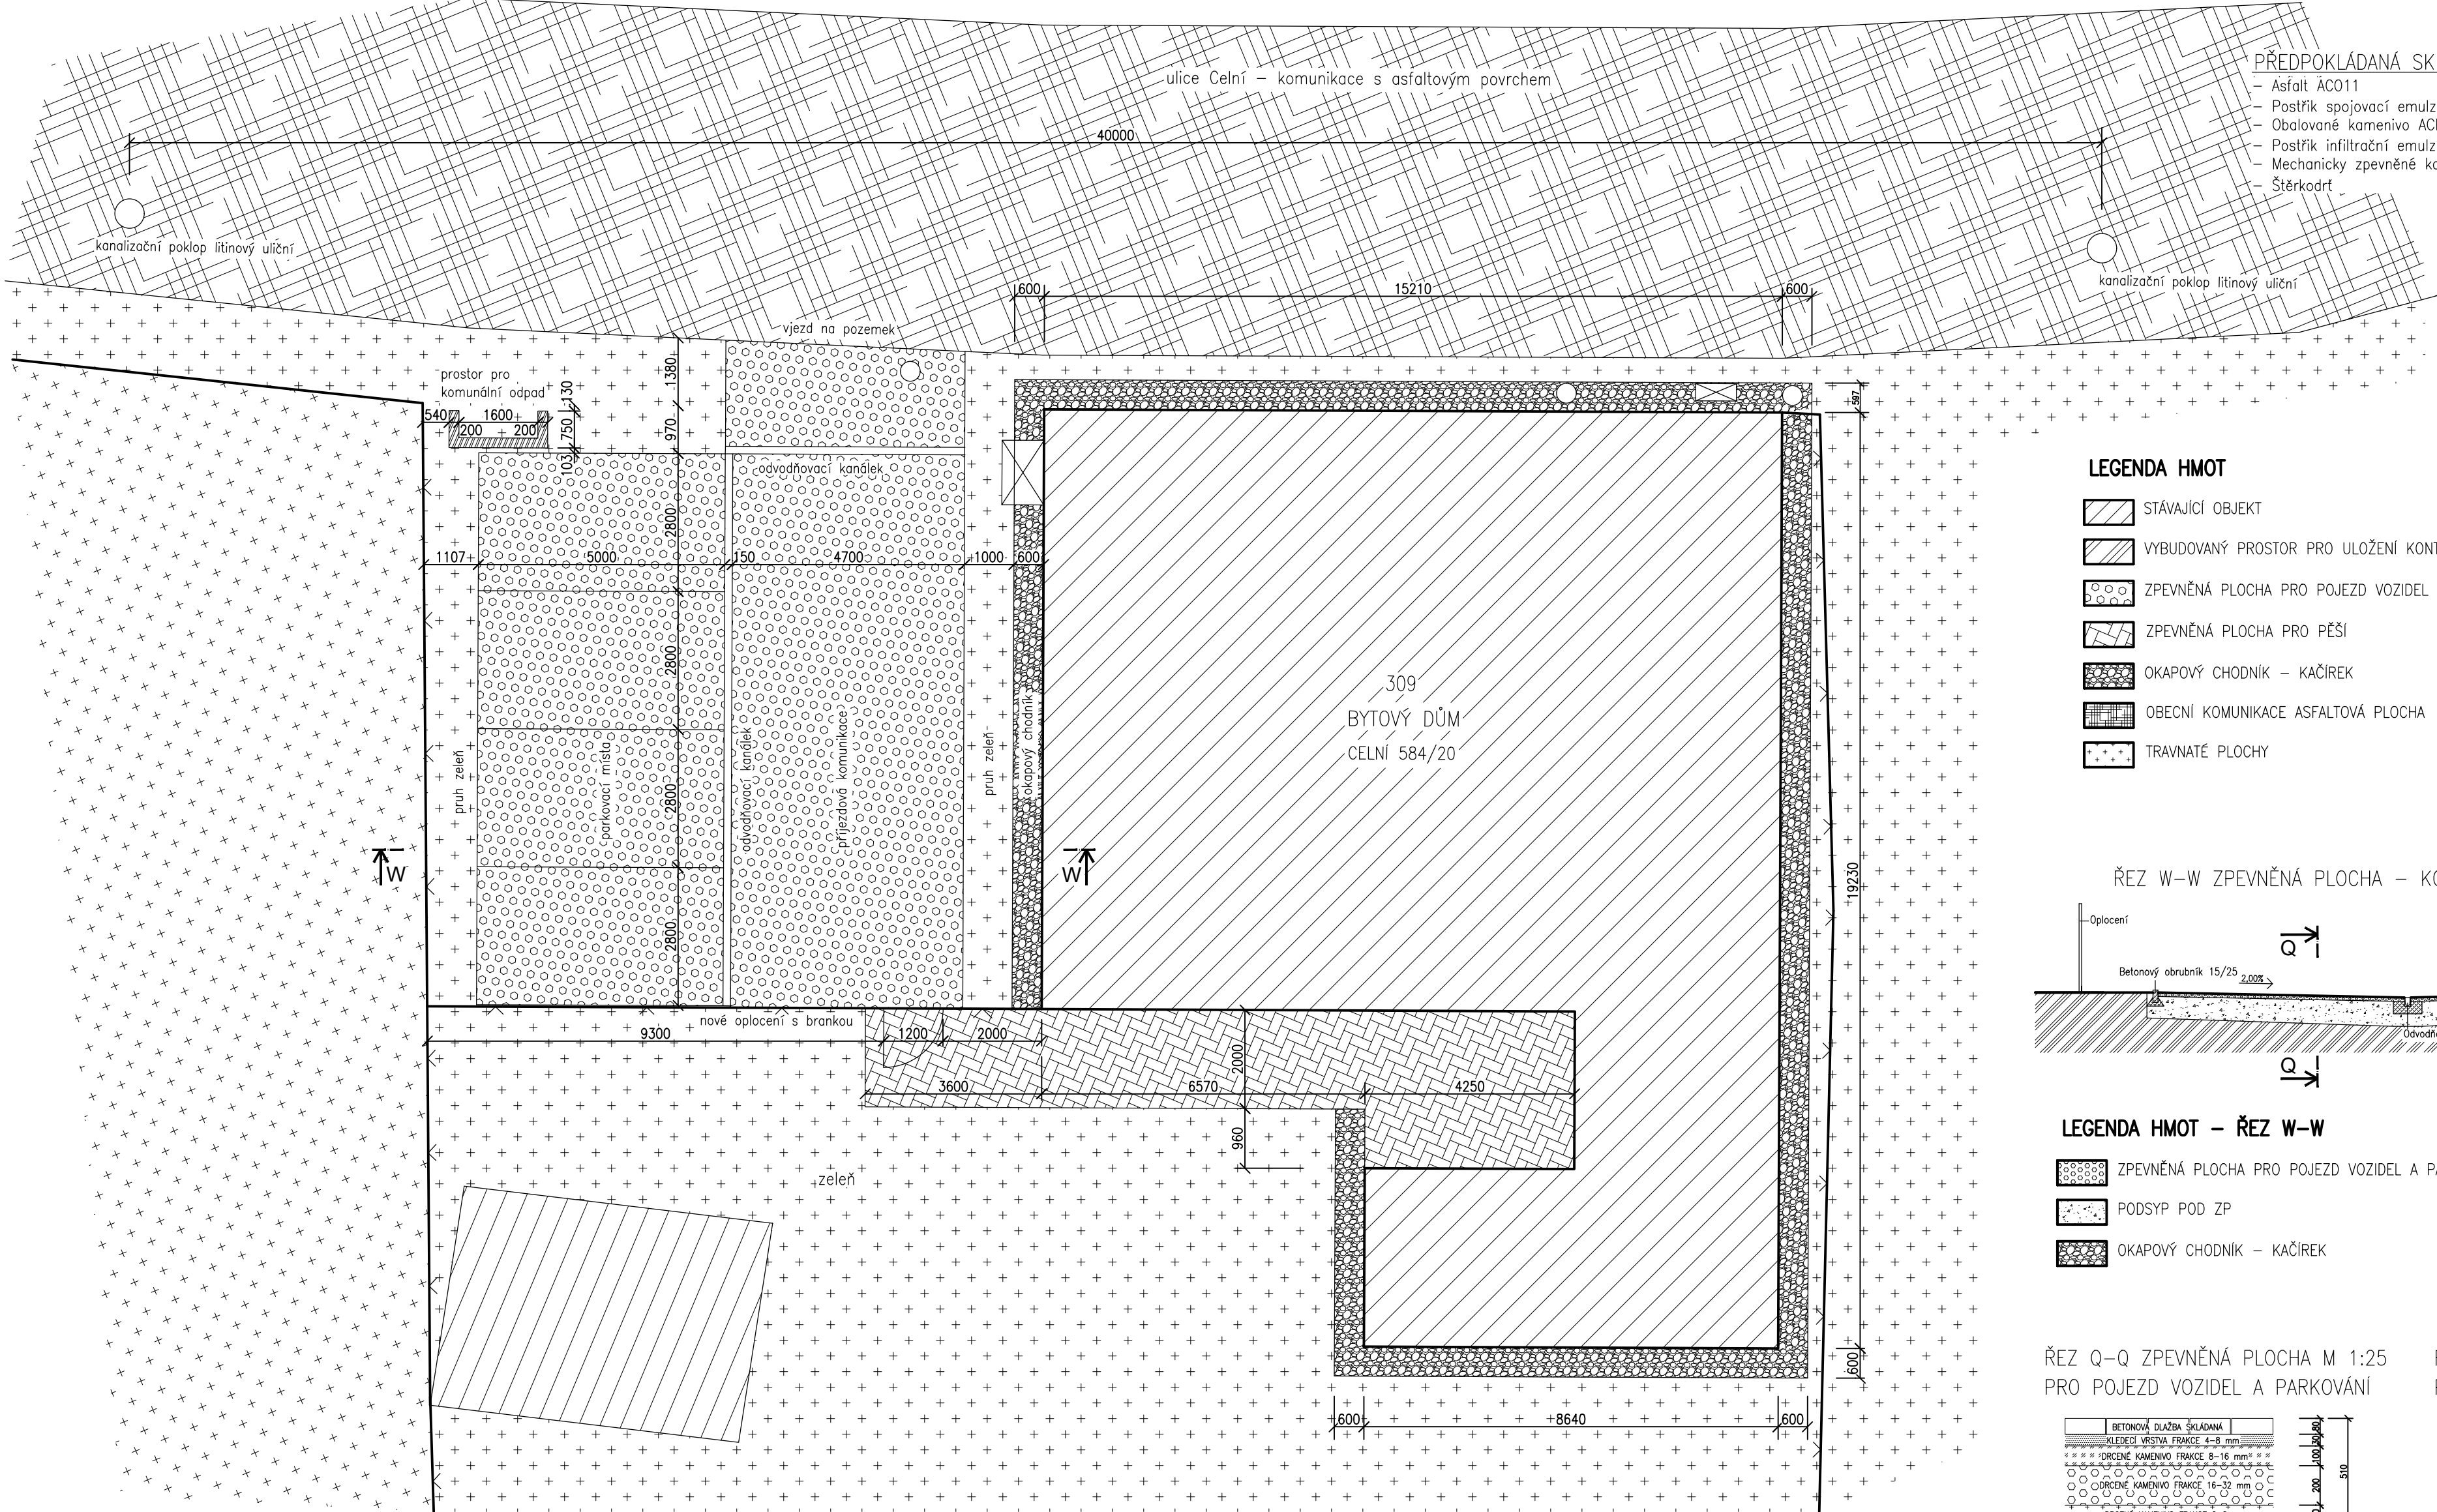 ulice Celní – komunikace s asfaltovým povrchem
40000
kanalizační poklop litinový uliční
kanalizační poklop litinový uliční
PŘEDPOKLÁDANÁ
– Asfalt ACO11
– Postřik spojovací
– Obalované kamenivo
– Postřik infiltrační
– Mechanicky zpevněné
– Štěrkodrť
600
15210
600
vjezd na pozemek
1380
prostor pro
komunální odpad
540
1600
200
200
130
750
103
970
597
odvodňovací kanálek
2800
1107
5000
150
4700
1000
600
2800
2800
2800
pruh zeleň
parkovací místa
odvodňovací kanálek
příjezdová komunikace
pruh zeleň
okapový chodník
309
BYTOVÝ DŮM
CELNÍ 584/20
W
W
19230
nové oplocení s brankou
9300
1200
2000
2000
3600
6570
4250
960
zeleň
600
600
8640
600
LEGENDA HMOT
STÁVAJÍCÍ OBJEKT
VYBUDOVANÝ PROSTOR PRO ULOŽENÍ
ZPEVNĚNÁ PLOCHA PRO POJEZD VOZIDEL
ZPEVNĚNÁ PLOCHA PRO PĚŠÍ
OKAPOVÝ CHODNÍK – KAČÍREK
OBECNÍ KOMUNIKACE ASFALTOVÁ PLOCHA
TRAVNATÉ PLOCHY
ŘEZ W–W ZPEVNĚNÁ PLOCHA –
Oplocení
Q
Betonový obrubník 15/25
2,00%
Q
LEGENDA HMOT – ŘEZ W–W
ZPEVNĚNÁ PLOCHA PRO POJEZD VOZIDEL A
PODSYP POD ZP
OKAPOVÝ CHODNÍK – KAČÍREK
ŘEZ Q–Q ZPEVNĚNÁ PLOCHA M 1:25
PRO POJEZD VOZIDEL A PARKOVÁNÍ
BETONOVÁ DLAŽBA SKLÁDANÁ
KLEDECÍ VRSTVA FRAKCE 4–8 mm
DRCENÉ KAMENIVO FRAKCE 8–16 mm
DRCENÉ KAMENIVO FRAKCE 16–32 mm
80
30
100
200
510